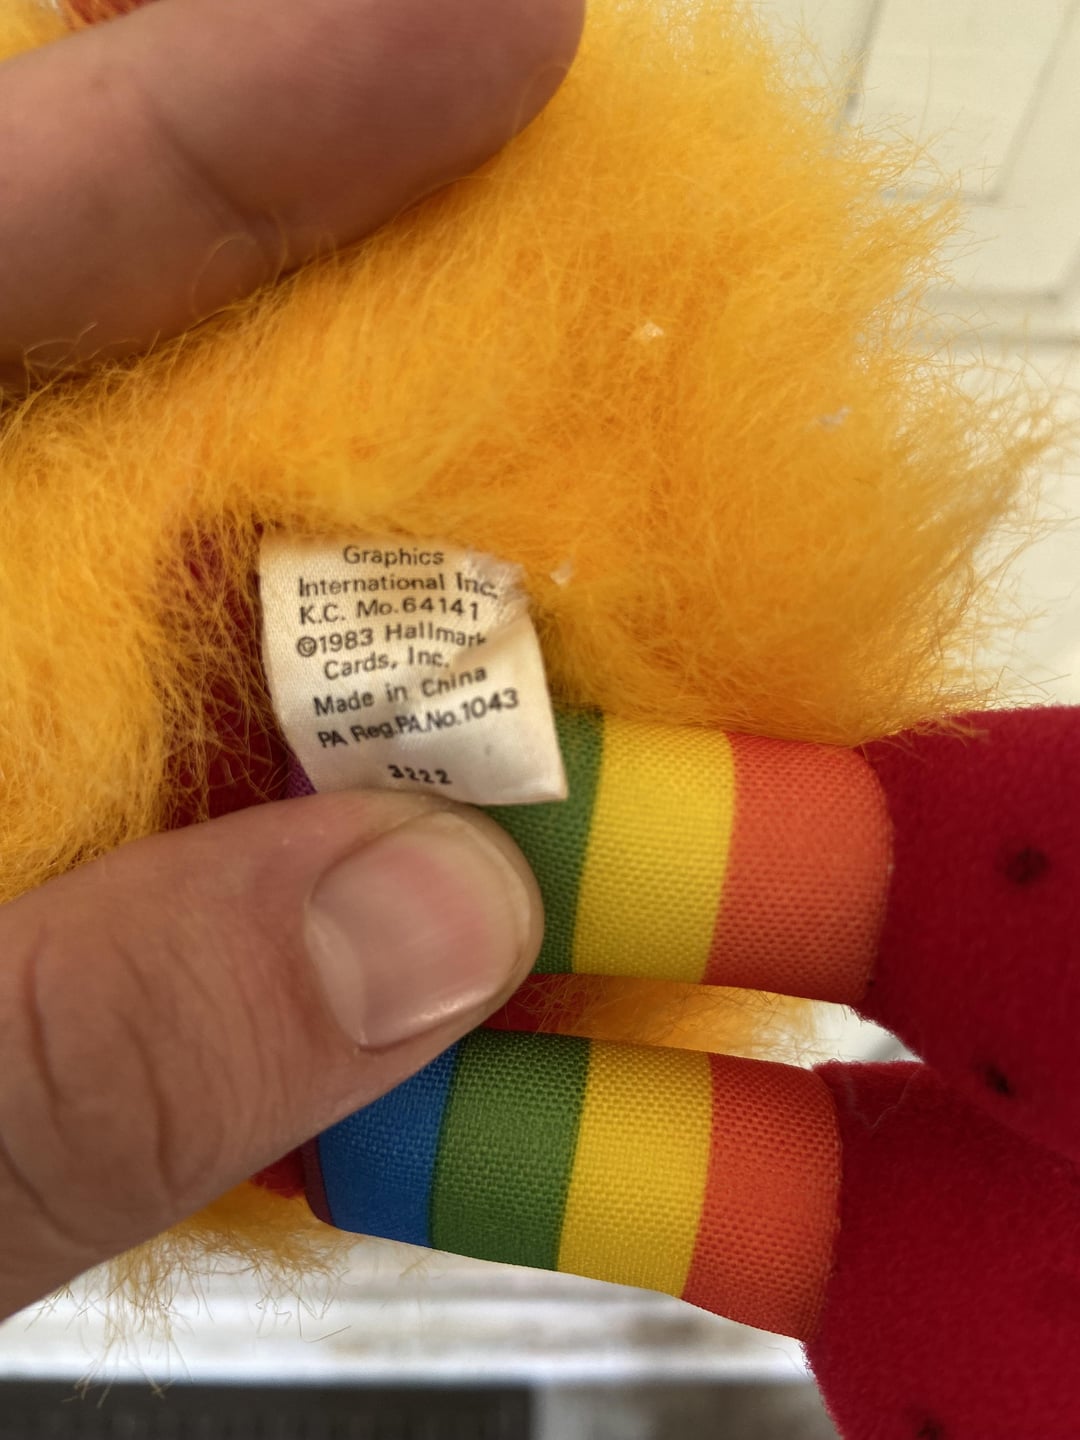 Graphics
International Inc.
K.C. Mo.64141
©1983 Hallmark
Cards, Inc.
Made in China
PA Reg.PA.No.1043
3222